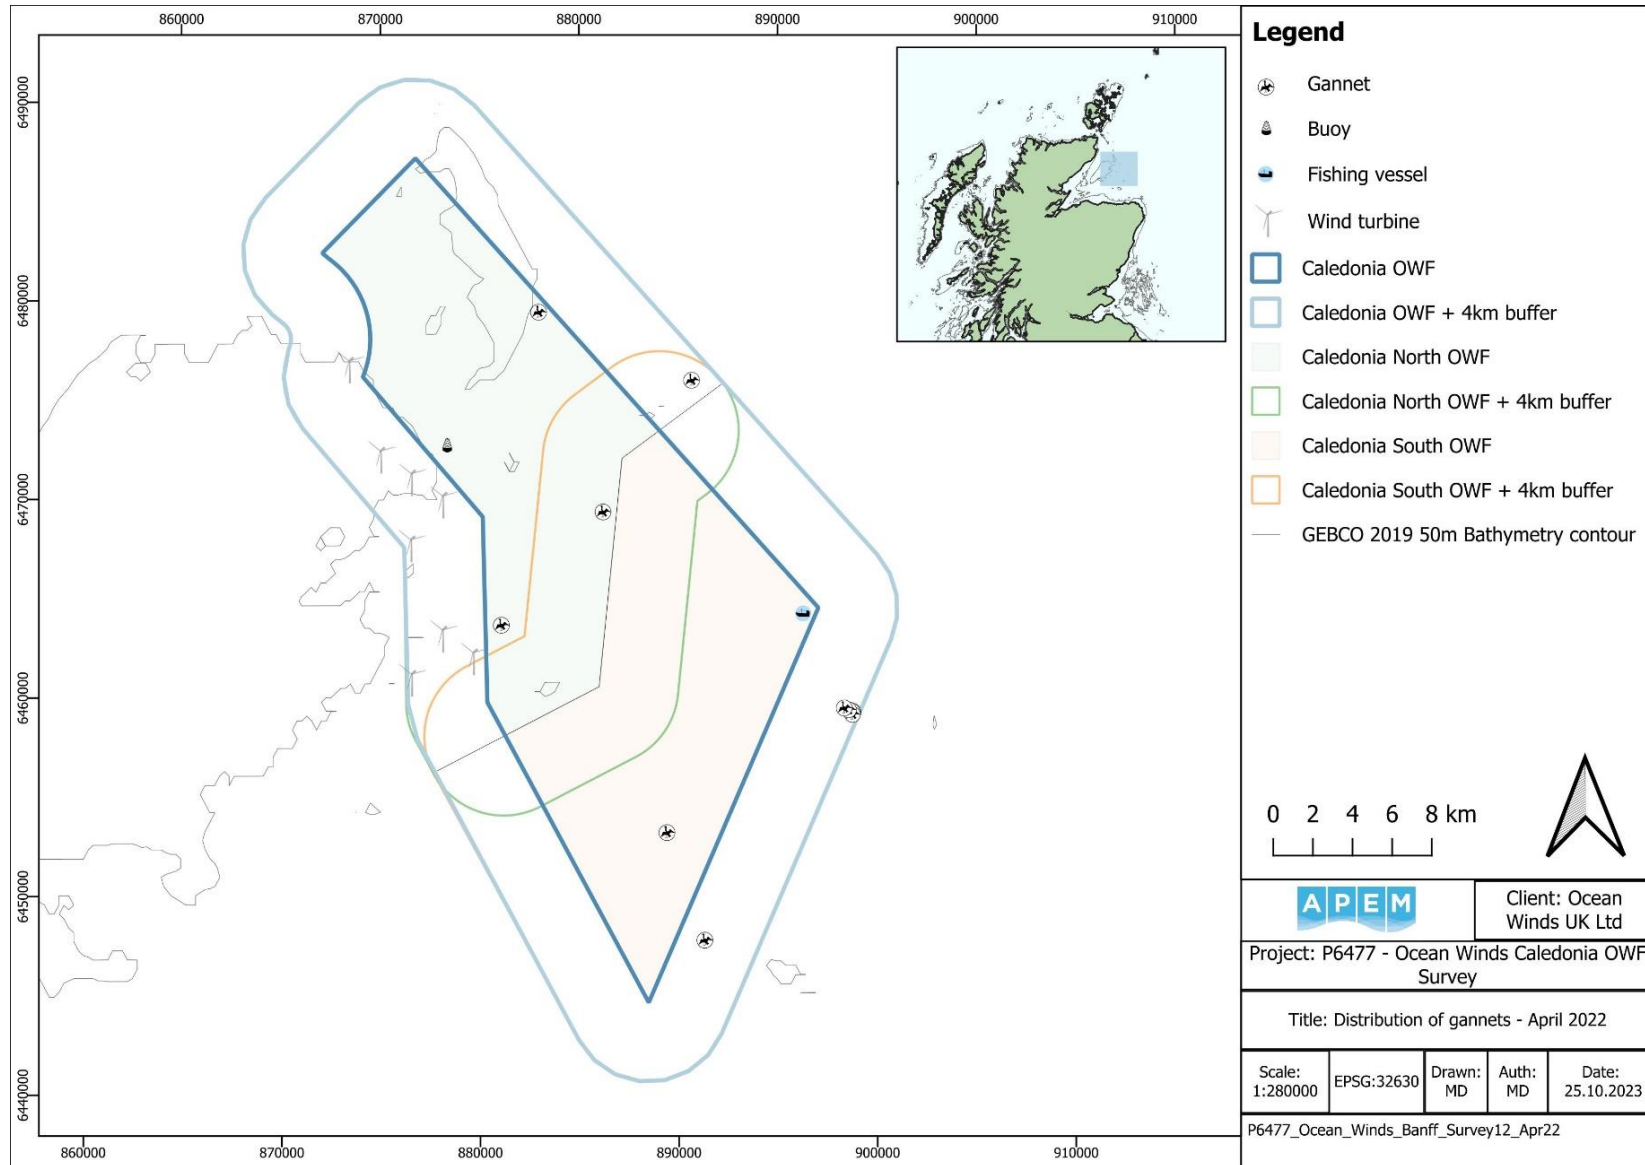 860000
870000
880000
890000
900000
910000
6490000
6480000
6470000
6460000
6450000
6440000
860000
870000
880000
890000
900000
910000
Legend
Gannet
Buoy
Fishing vessel
Wind turbine
Caledonia OWF
Caledonia OWF + 4km buffer
Caledonia North OWF
Caledonia North OWF + 4km buffer
Caledonia South OWF
Caledonia South OWF + 4km buffer
GEBCO 2019 50m Bathymetry contour
0 2 4 6 8 km
APEM
Client: Ocean
Winds UK Ltd
Project: P6477 - Ocean Winds Caledonia OWF
Survey
Title: Distribution of gannets - April 2022
Scale:
1:280000
EPSG:32630
Drawn:
MD
Auth:
MD
Date:
25.10.2023
P6477_Ocean_Winds_Banff_Survey12_Apr22